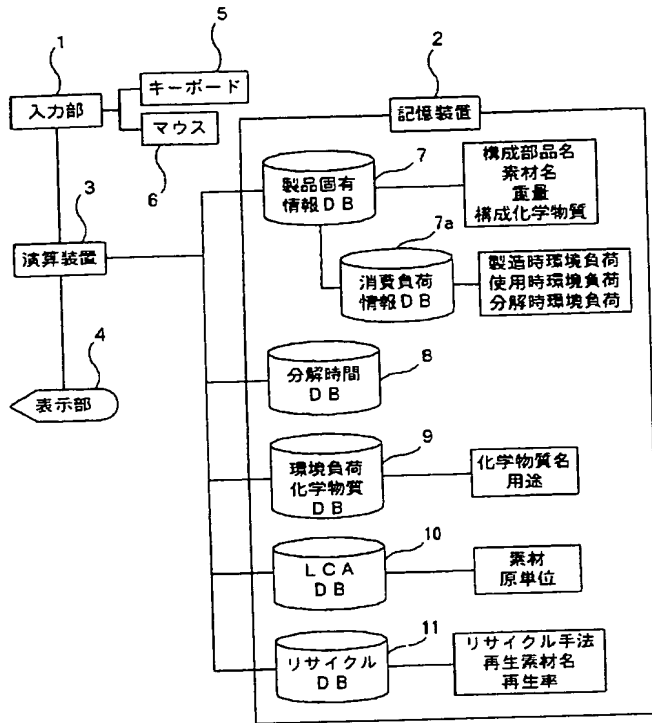 1
5
キーボード
入力部
マウス
6
2
記憶装置
7
製品固有
情報DB
構成部品名
素材名
重量
構成化学物質
3
演算装置
7a
消費負荷
情報DB
製造時環境負荷
使用時環境負荷
分解時環境負荷
4
表示部
8
分解時間
DB
9
環境負荷
化学物質
DB
化学物質名
用途
10
LCA
DB
素材
原単位
11
リサイクル
DB
リサイクル手法
再生素材名
再生率